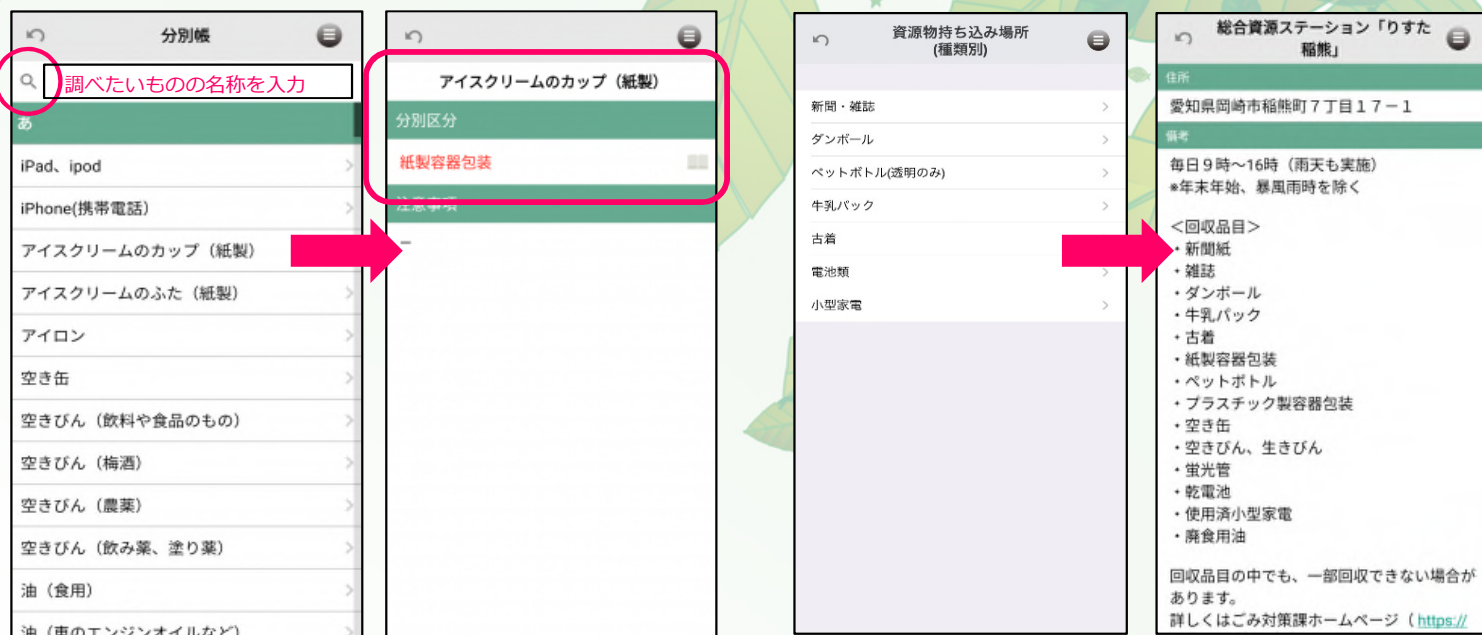 分別帳
調べたいものの名称を入力
あ
iPad、ipod
iPhone(携帯電話)
アイスクリームのカップ（紙製）
アイスクリームのふた（紙製）
アイロン
空き缶
空きびん（飲料や食品のもの）
空きびん（梅酒）
空きびん（農薬）
空きびん（飲み薬、塗り薬）
油（食用）
油（車のエンジンオイルなど）
アイスクリームのカップ（紙製）
分別区分
紙製容器包装
注意事項
－
資源物持ち込み場所
(種類別)
新聞・雑誌
ダンボール
ペットボトル(透明のみ)
牛乳パック
古着
電池類
小型家電
総合資源ステーション「りすた
稲熊」
住所
愛知県岡崎市稲熊町７丁目１７－１
備考
毎日９時～16時（雨天も実施）
※年末年始、暴風雨時を除く
＜回収品目＞
・新聞紙
・雑誌
・ダンボール
・牛乳パック
・古着
・紙製容器包装
・ペットボトル
・プラスチック製容器包装
・空き缶
・空きびん、生きびん
・蛍光管
・乾電池
・使用済小型家電
・廃食用油
回収品目の中でも、一部回収できない場合が
あります。
詳しくはごみ対策課ホームページ（https://